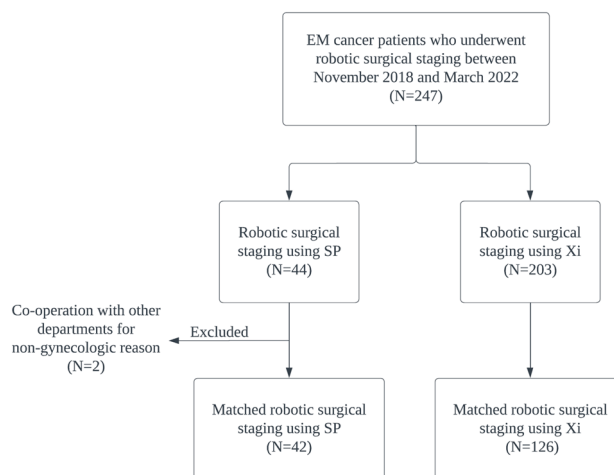 EM cancer patients who underwent
robotic surgical staging between
November 2018 and March 2022
(N=247)
Robotic surgical
staging using SP
(N=44)
Robotic surgical
staging using Xi
(N=203)
Co-operation with other
departments for
non-gynecologic reason
(N=2)
Excluded
Matched robotic surgical
staging using SP
(N=42)
Matched robotic surgical
staging using Xi
(N=126)